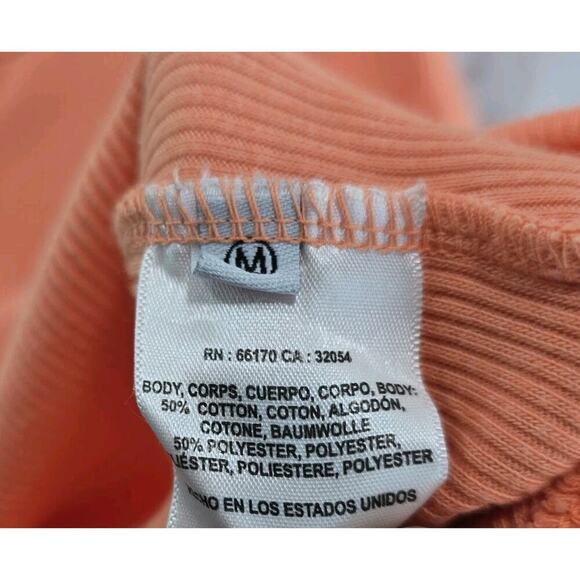 M
RN : 66170 CA : 32054
BODY, CORPS, CUERPO, CORPO, BODY:
50% COTTON, COTON, ALGODÓN,
COTONE, BAUMWOLLE
50% POLYESTER, POLYESTER,
POLIESTERE, POLYESTER
EN LOS ESTADOS UNIDOS